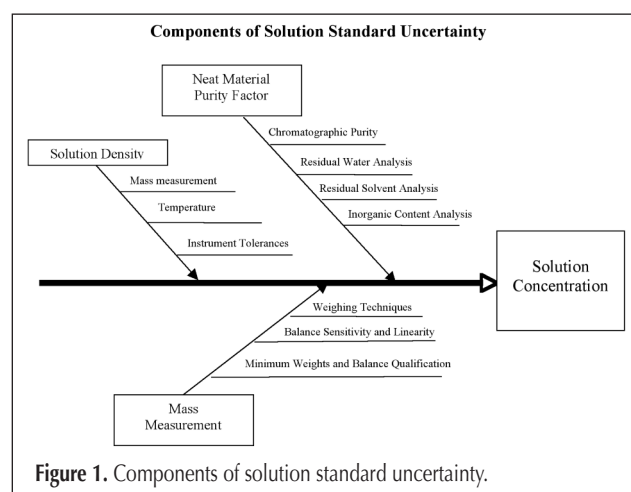 Components of Solution Standard Uncertainty
Neat Material
Purity Factor
Chromatographic Purity
Solution Density
Residual Water Analysis
Mass measurement
Residual Solvent Analysis
Temperature
Inorganic Content Analysis
Instrument Tolerances
Solution
Concentration
Weighing Techniques
Balance Sensitivity and Linearity
Minimum Weights and Balance Qualification
Mass
Measurement
Figure 1. Components of solution standard uncertainty.